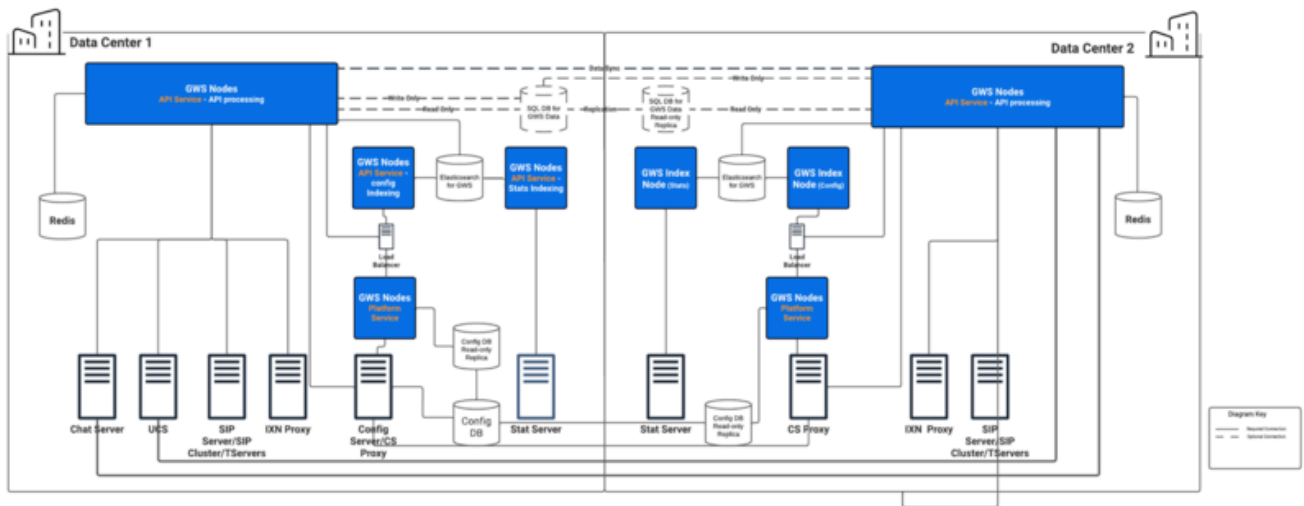 Data Center 1
Data Center 2
GWS Nodes
API Service - API processing
GWS Nodes
API Service - API processing
Data Sync
Write Only
Write Only
Read Only
Replication
Read Only
SQL DB for
GWS Data
SQL DB for
GWS Data
Read-only
Replica
GWS Nodes
API Service -
config
Indexing
Elasticsearch
for GWS
GWS Nodes
API Service -
Stats Indexing
GWS Index
Node (Stats)
Elasticsearch
for GWS
GWS Index
Node (Config)
Redis
Redis
Load
Balancer
Load
Balancer
GWS Nodes
Platform
Service
GWS Nodes
Platform
Service
Config DB
Read-only
Replica
Config
DB
Config DB
Read-only
Replica
Chat Server
UCS
SIP
Server/SIP
Cluster/TServers
IXN Proxy
Config
Server/CS
Proxy
Stat Server
Stat Server
CS Proxy
IXN Proxy
SIP
Server/SIP
Cluster/TServers
Diagram Key
Required Connection
Optional Connection